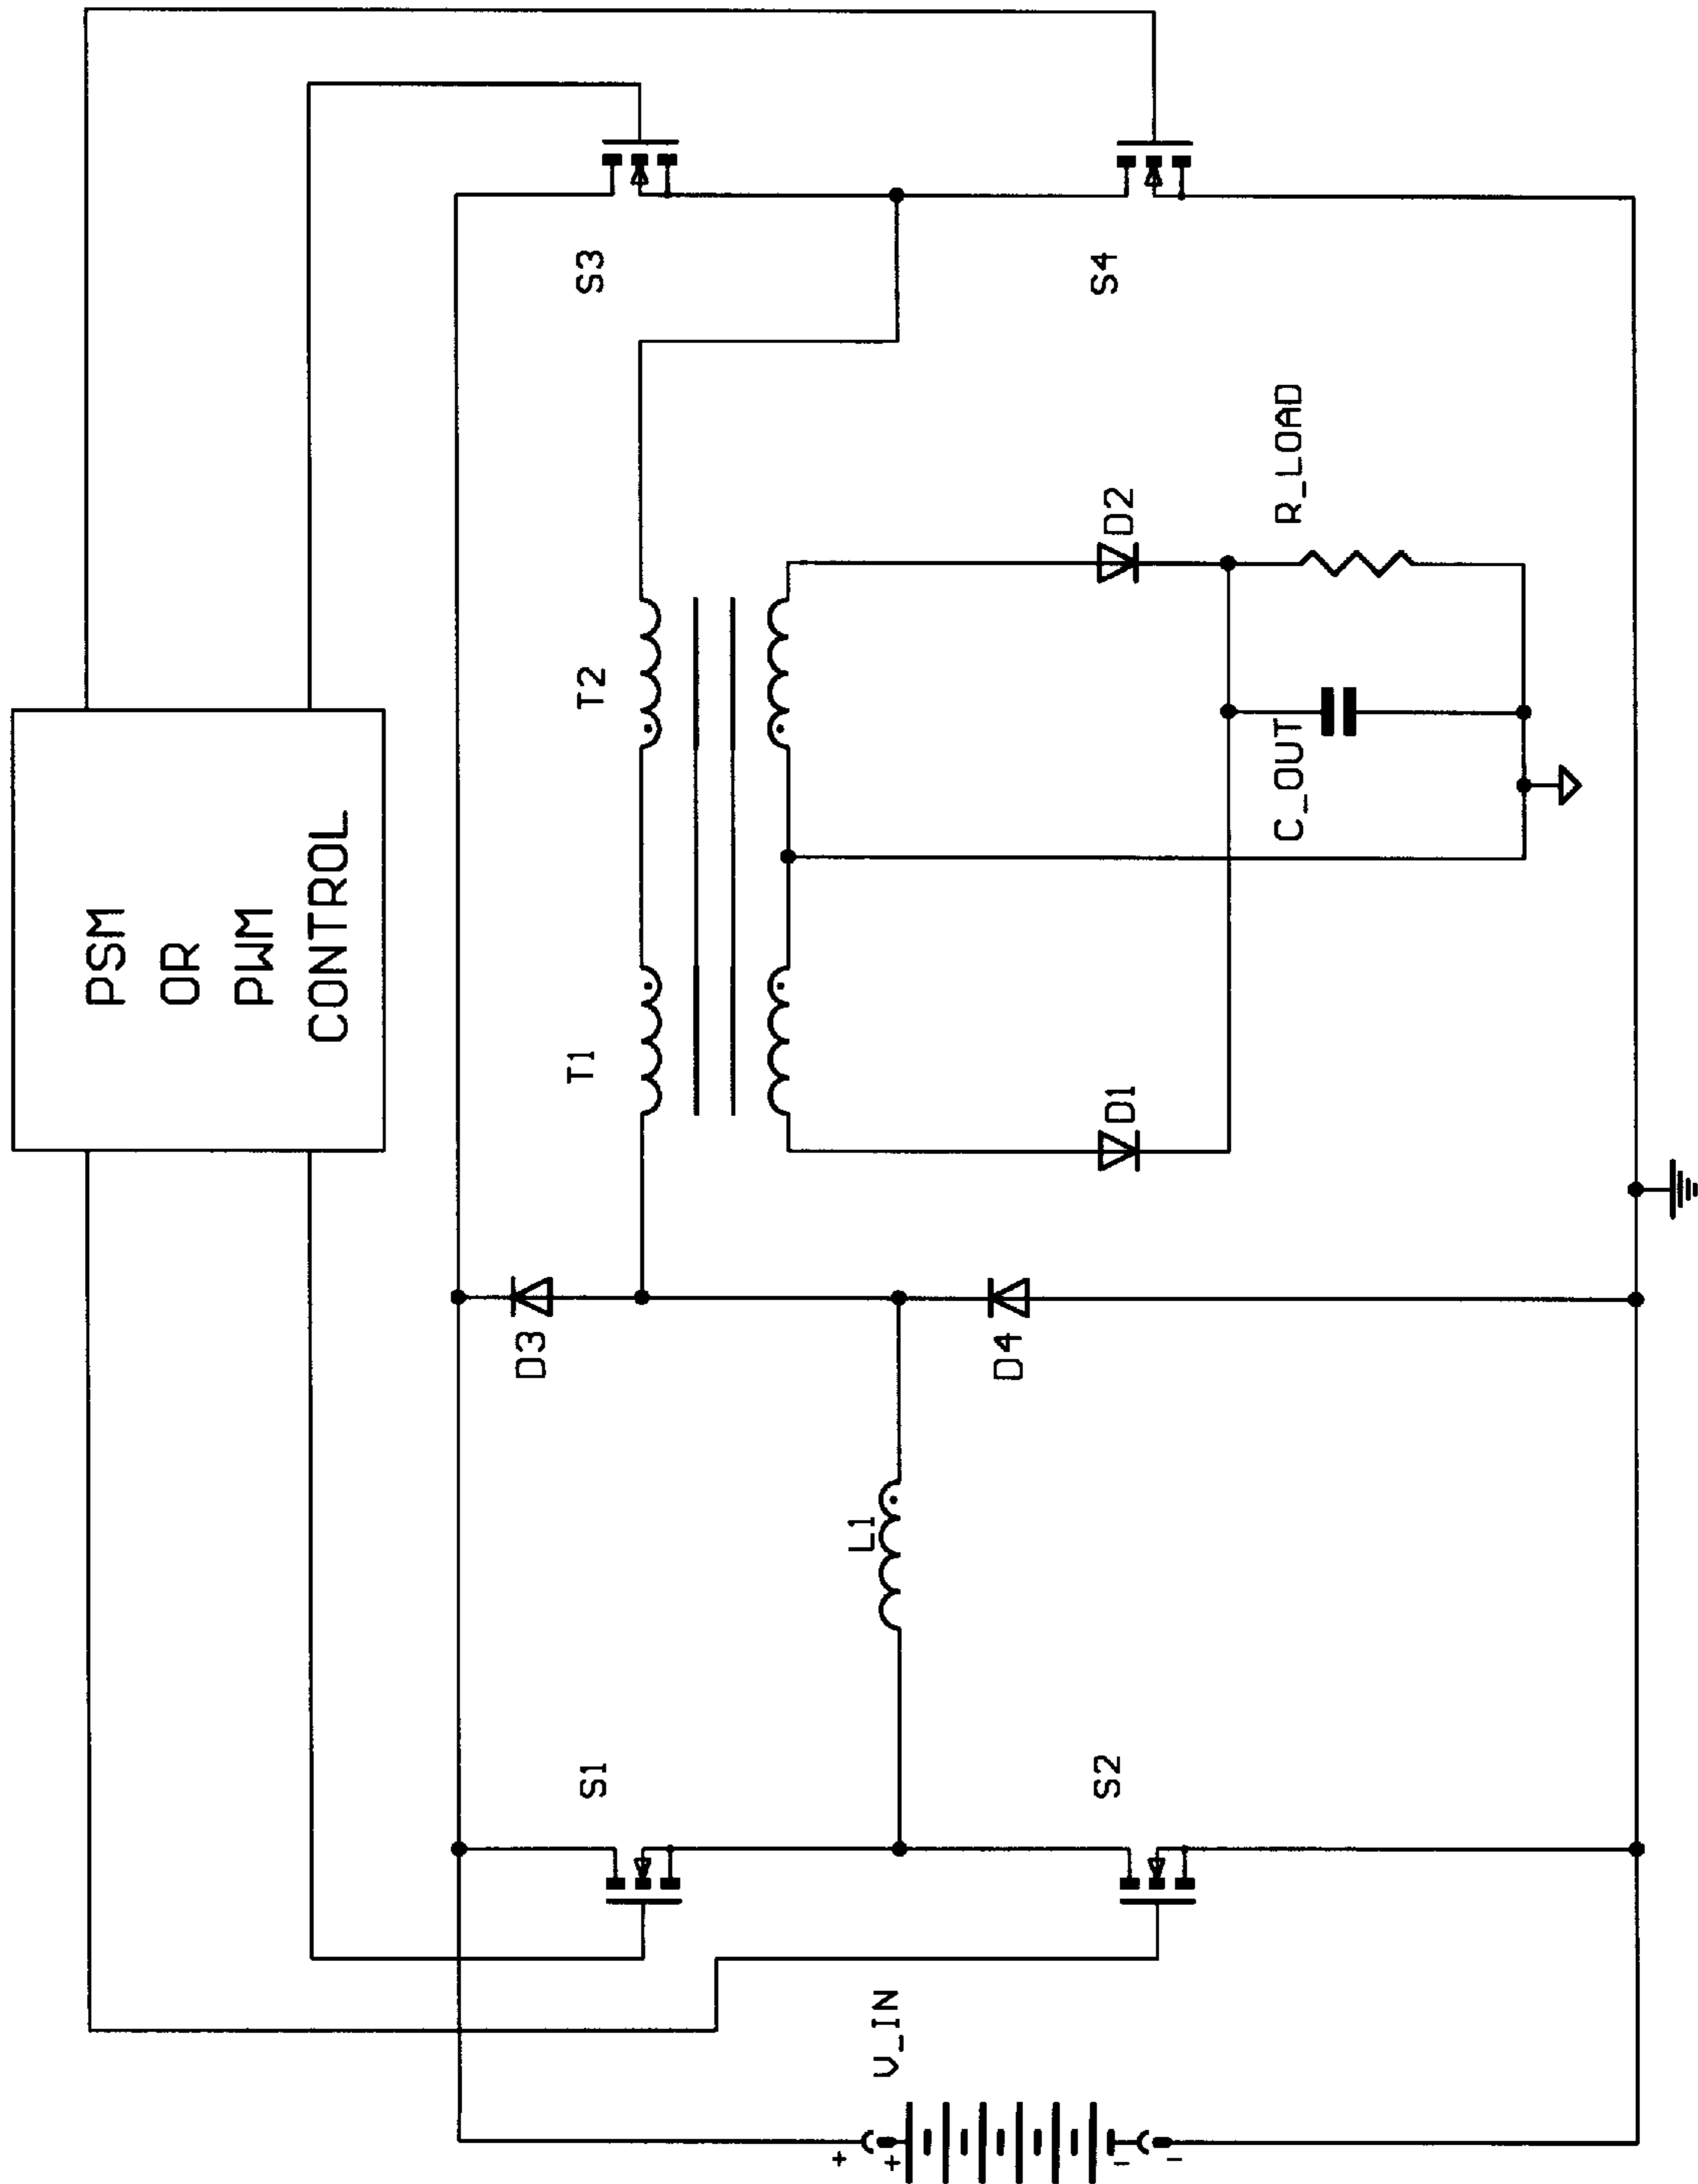 PSM
OR
PWM
CONTROL
S3
S4
T2
T1
D2
D1
R_LOAD
C_OUT
D3
D4
L1
S1
S2
V_IN
+
+
-
-